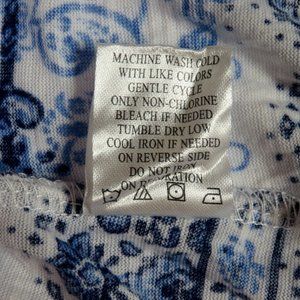 MACHINE WASH COLD
WITH LIKE COLORS
GENTLE CYCLE
ONLY NON-CHLORINE
BLEACH IF NEEDED
TUMBLE DRY LOW
COOL IRON IF NEEDED
ON REVERSE SIDE
DO NOT IRON
ON